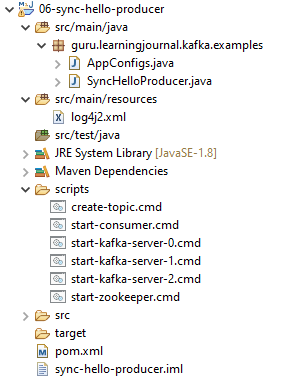 06-sync-hello-producer
src/main/java
guru.learningjournal.kafka.examples
AppConfigs.java
SyncHelloProducer.java
src/main/resources
log4j2.xml
src/test/java
JRE System Library [JavaSE-1.8]
Maven Dependencies
scripts
create-topic.cmd
start-consumer.cmd
start-kafka-server-0.cmd
start-kafka-server-1.cmd
start-kafka-server-2.cmd
start-zookeeper.cmd
src
target
pom.xml
sync-hello-producer.iml